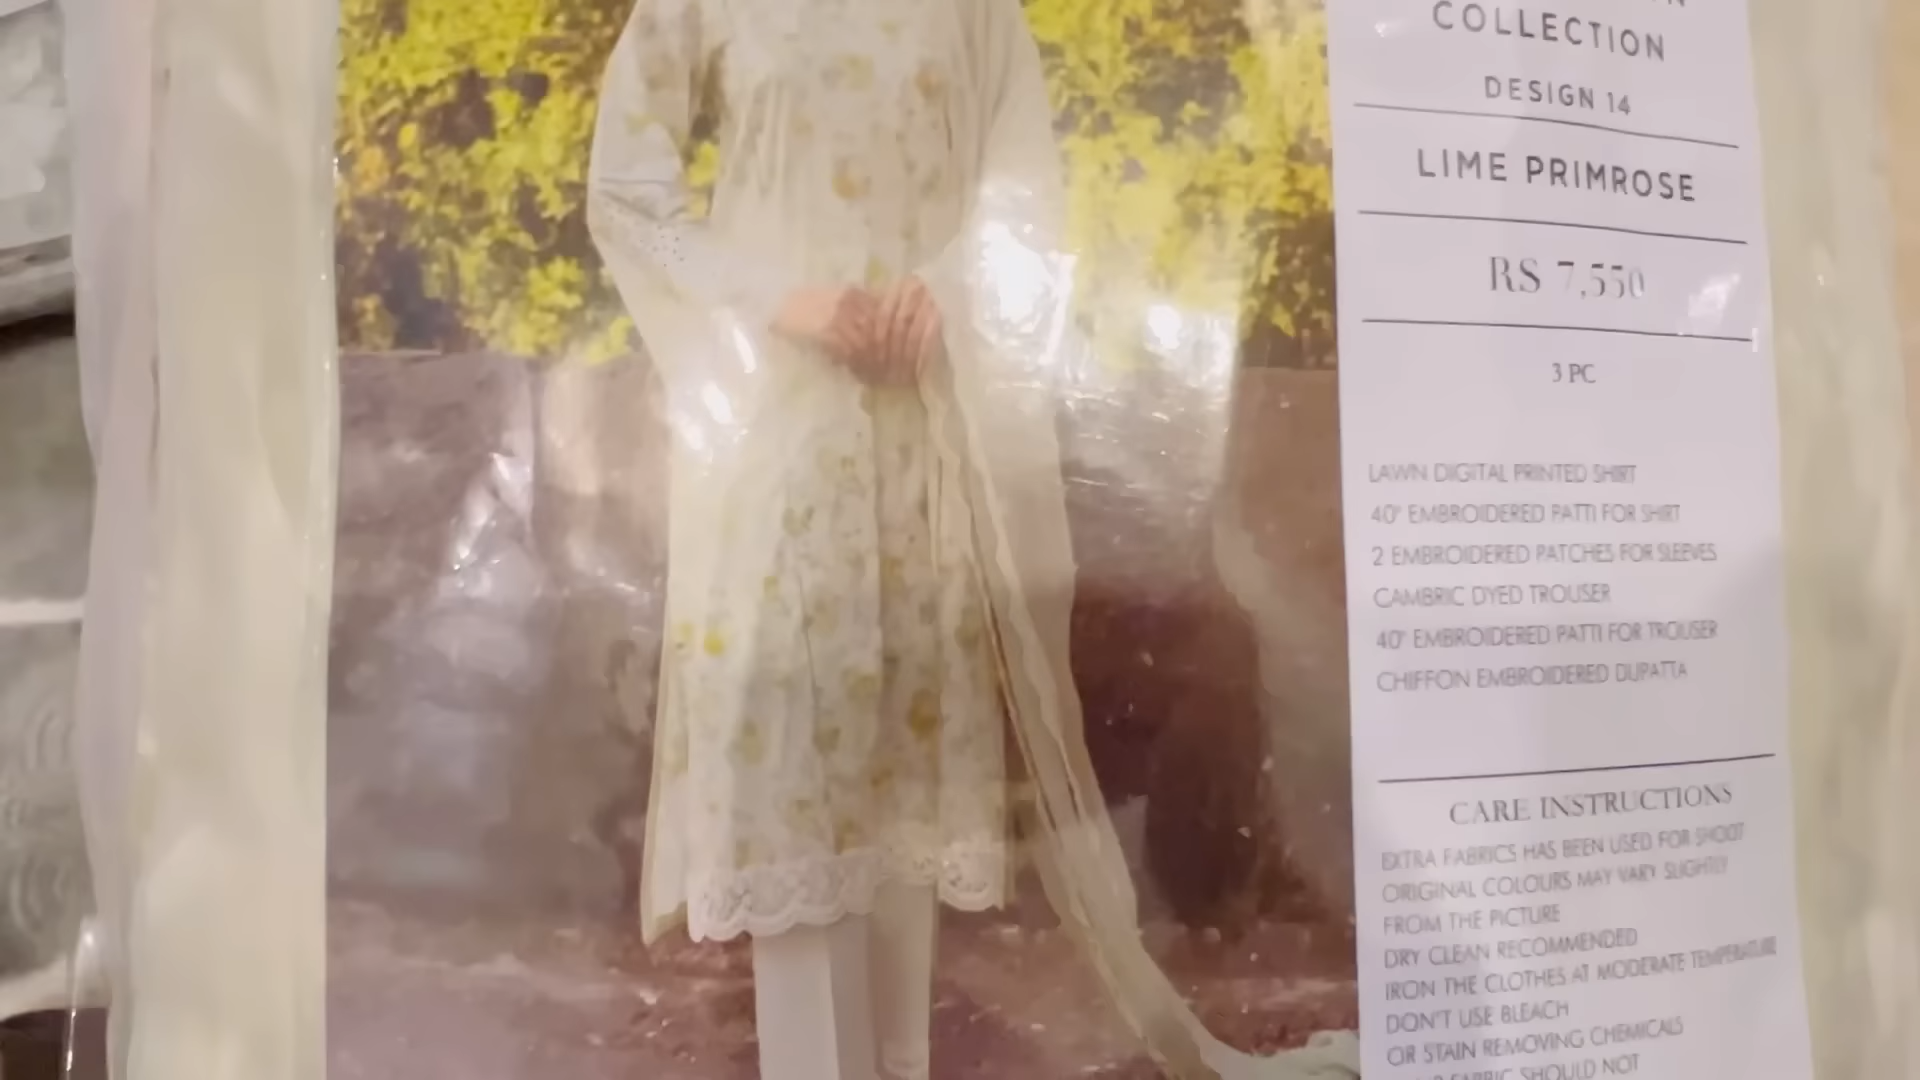 COLLECTION
DESIGN 14
LIME PRIMROSE
RS 7,550
3 PC
LAWN DIGITAL PRINTED SHIRT
40" EMBROIDERED PATTI FOR SHIRT
2 EMBROIDERED PATCHES FOR SLEEVES
CAMBRIC DYED TROUSER
40" EMBROIDERED PATTI FOR TROUSER
CHIFFON EMBROIDERED DUPATTA
CARE INSTRUCTIONS
EXTRA FABRICS HAS BEEN USED FOR SHOOT
ORIGINAL COLOURS MAY VARY SLIGHTLY
FROM THE PICTURE
DRY CLEAN RECOMMENDED
IRON THE CLOTHES AT MODERATE TEMPERATURE
DON'T USE BLEACH
OR STAIN REMOVING CHEMICALS
FABRIC SHOULD NOT